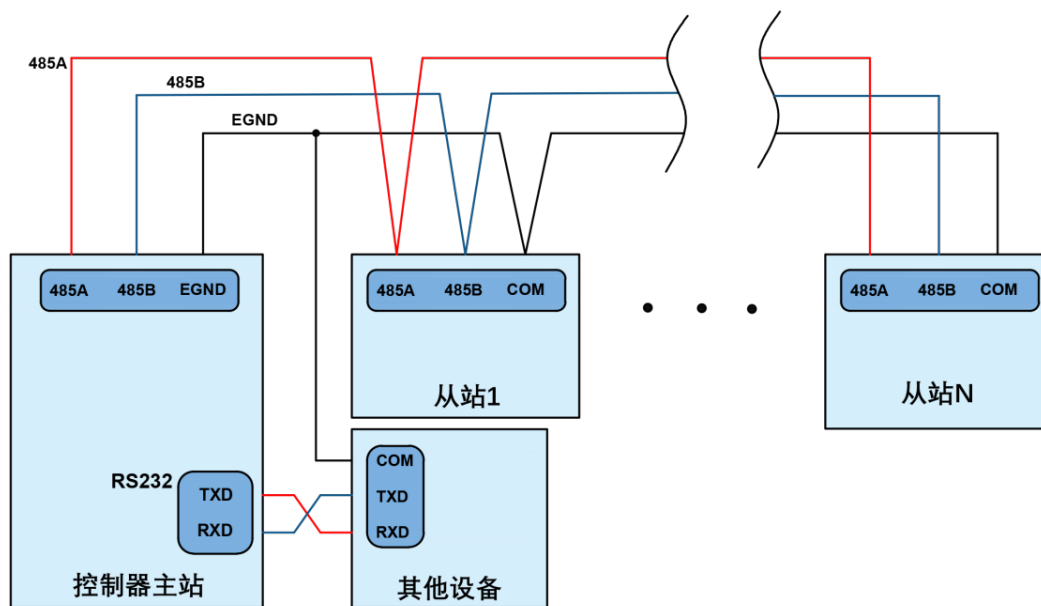 485A
485B
EGND
485A 485B EGND
485A 485B COM
485A 485B COM
从站1
从站N
RS232
TXD
RXD
COM
TXD
RXD
控制器主站
其他设备